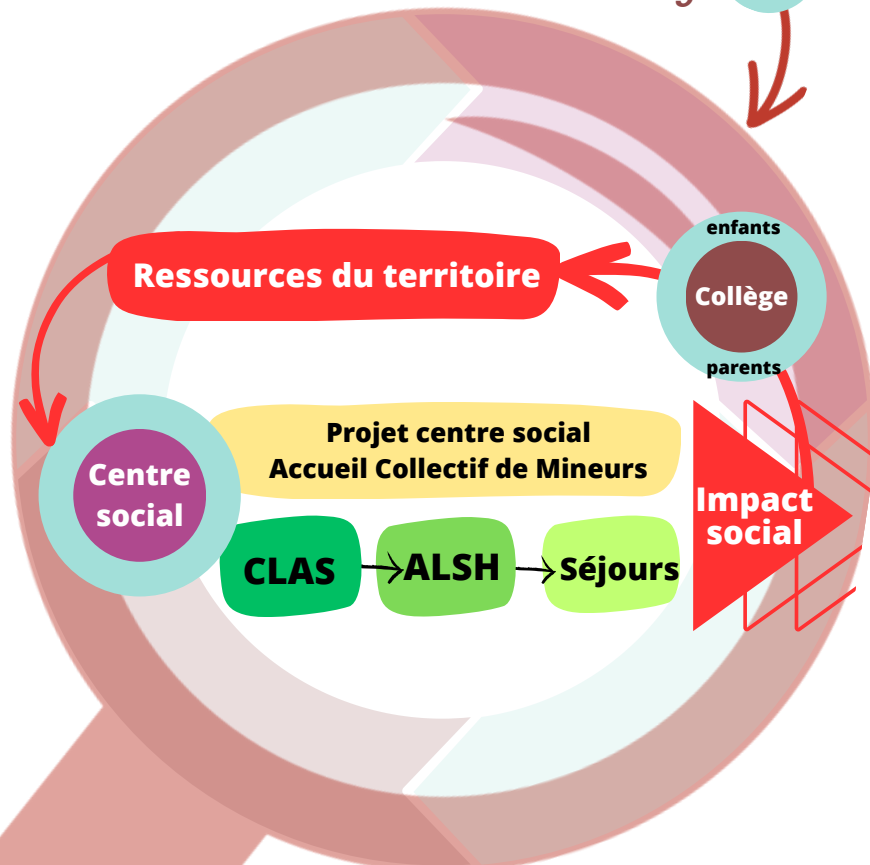 enfants
Ressources du territoire
Collège
parents
Projet centre social
Accueil Collectif de Mineurs
Centre
social
Impact
social
CLAS
ALSH
Séjours